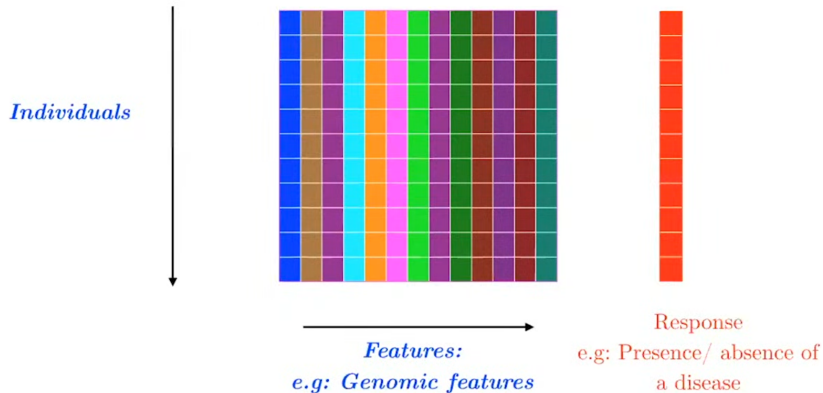 Individuals
Features:
e.g: Genomic features
Response
e.g: Presence/ absence of
a disease